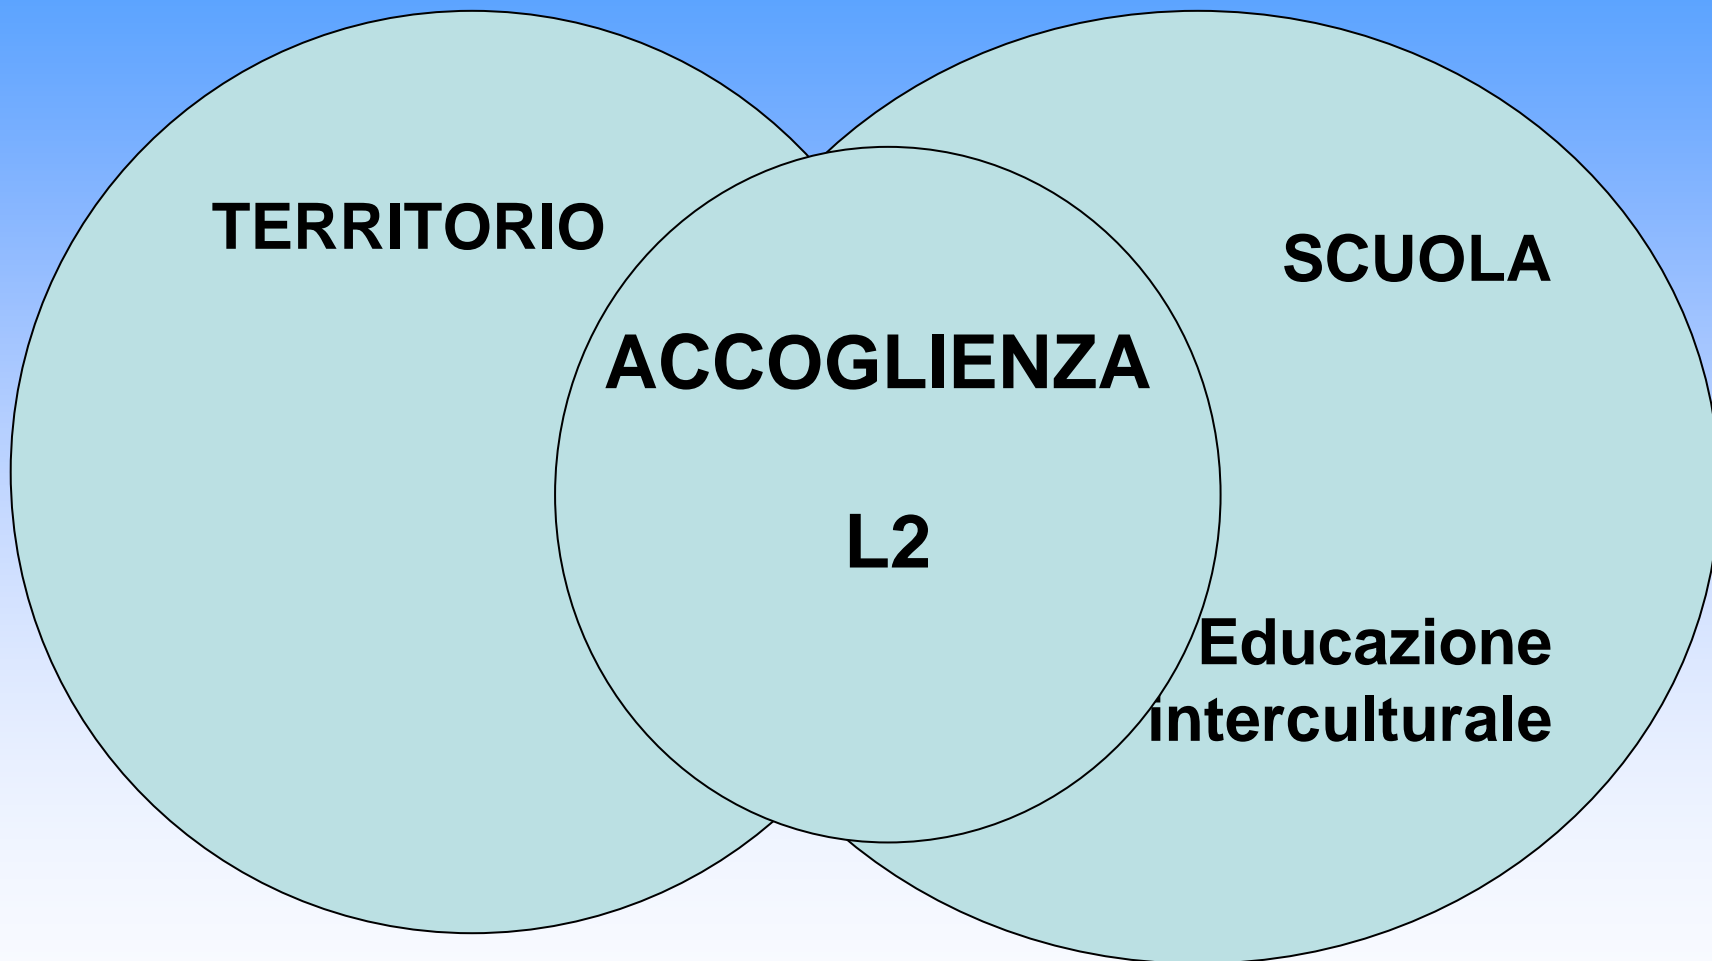 TERRITORIO
SCUOLA
ACCOGLIENZA
L2
Educazione
interculturale